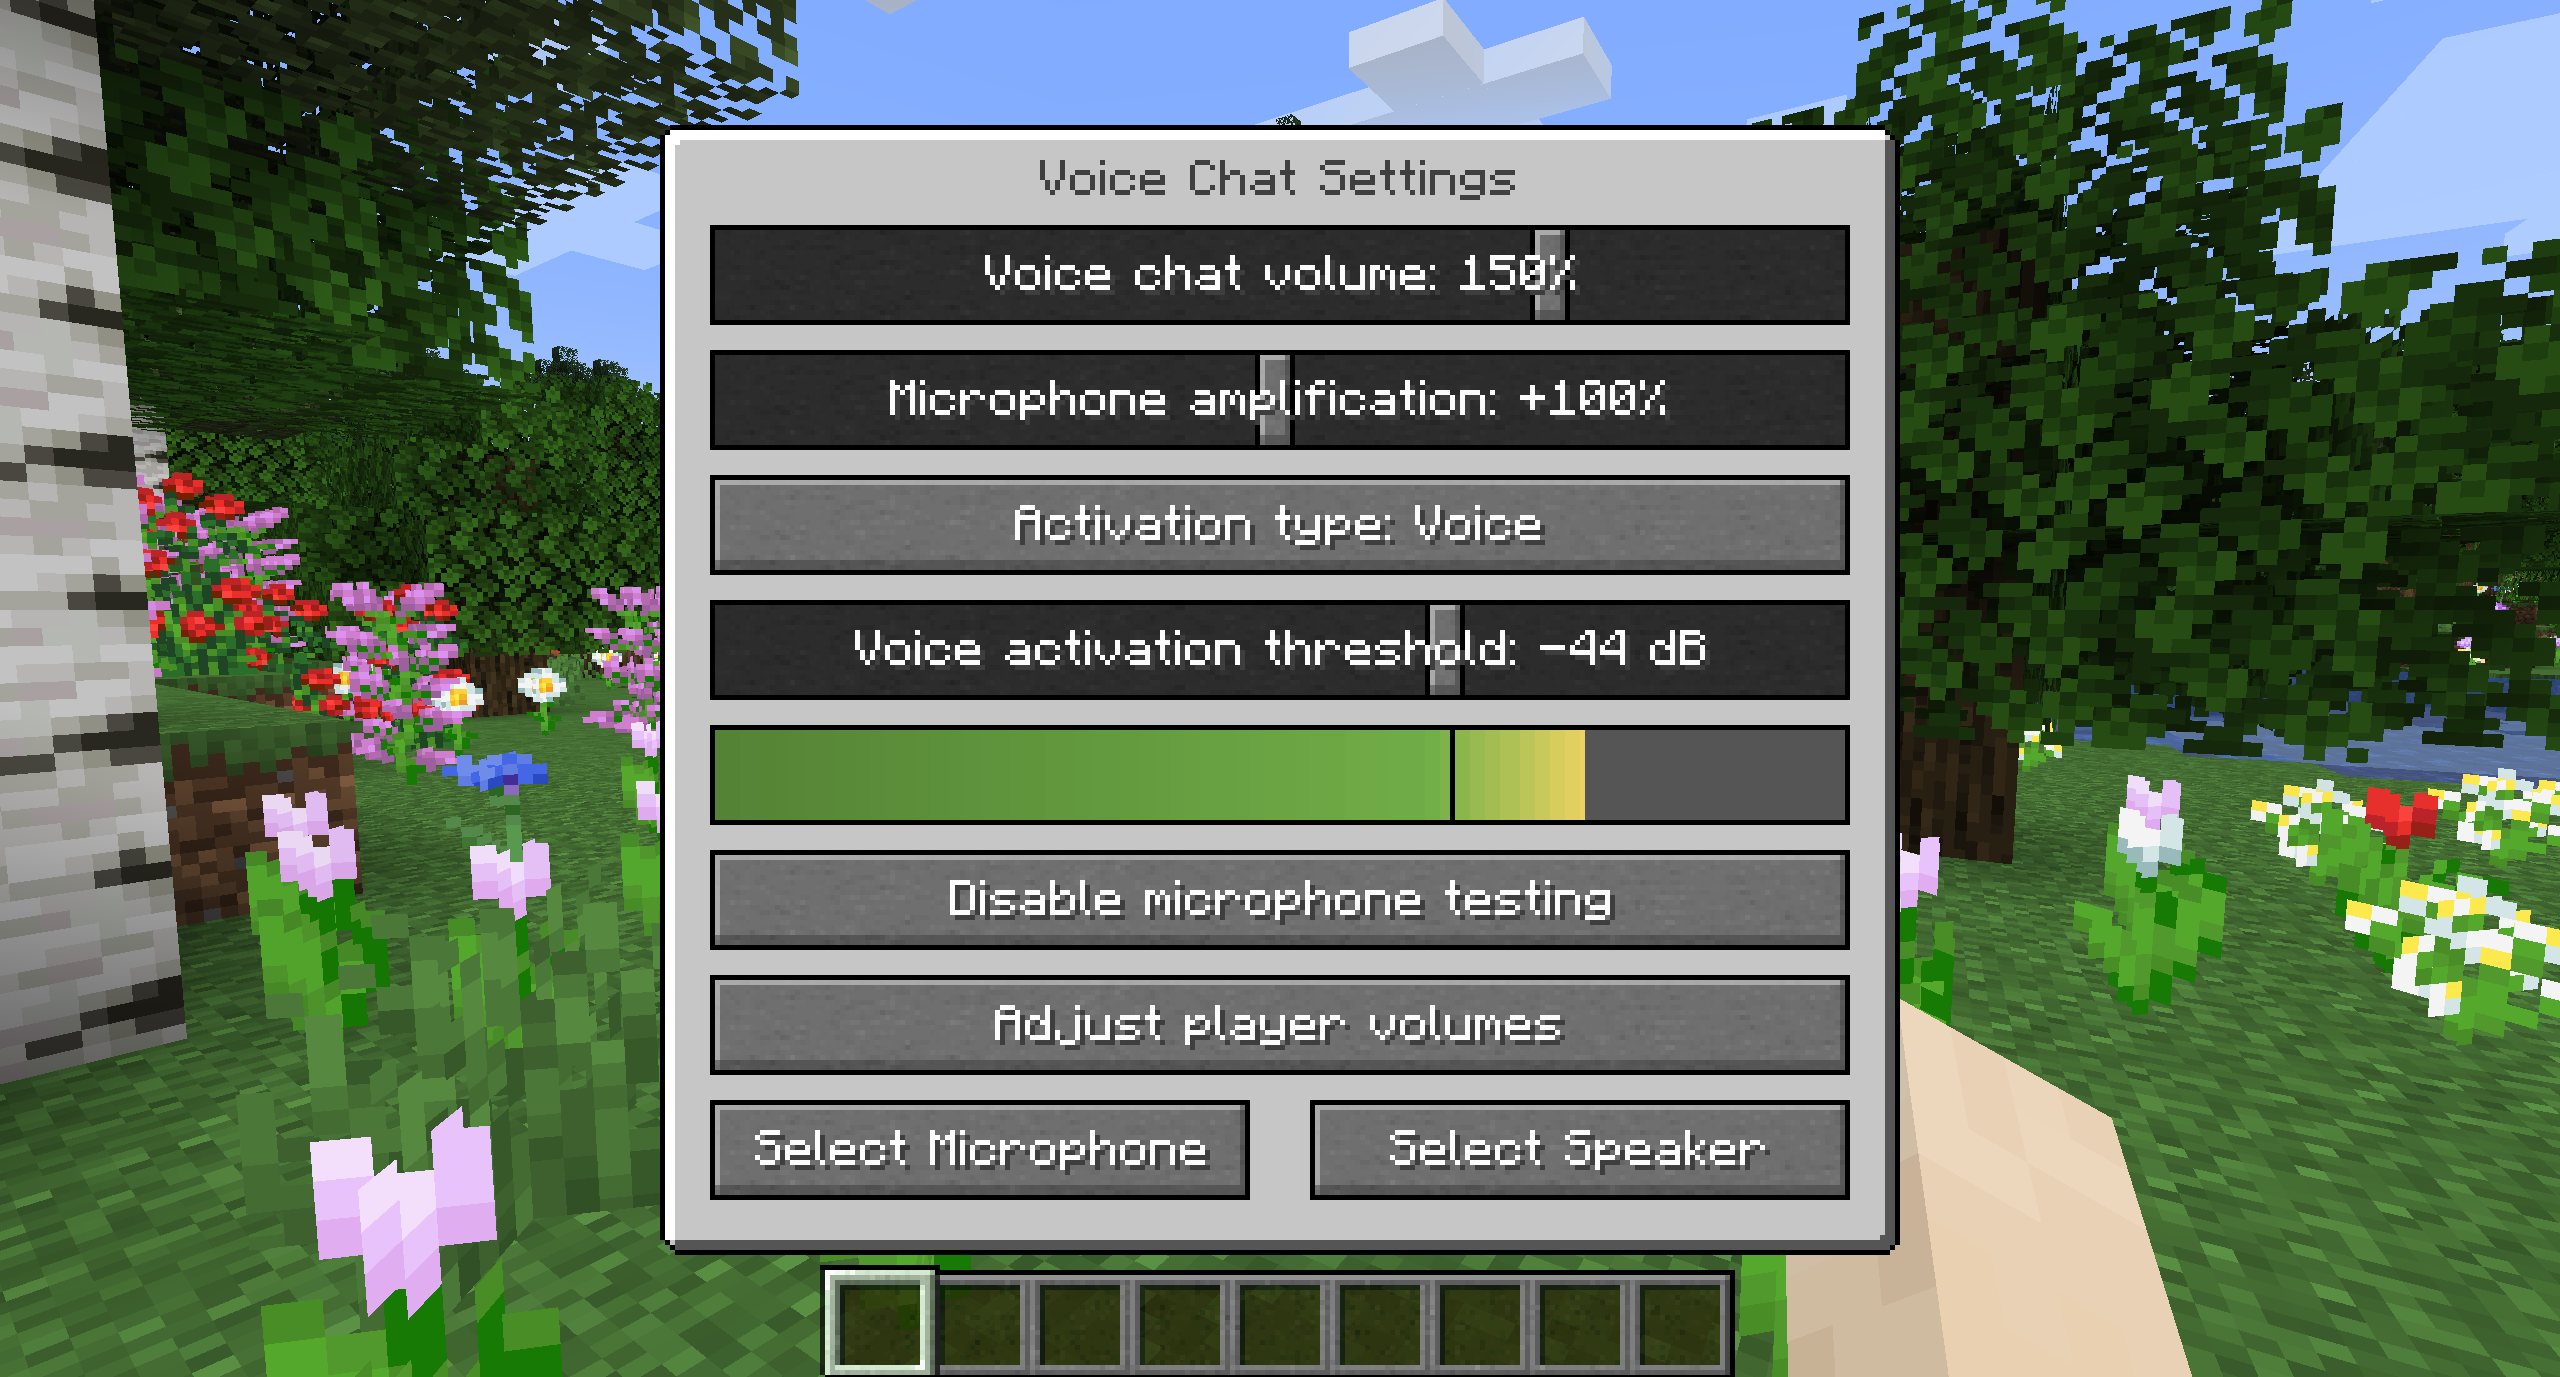 Voice Chat Settings
Voice chat volume: 150%
Microphone amplification: +100%
Activation type: Voice
Voice activation threshold: -44 dB
Disable microphone testing
Adjust player volumes
Select Microphone
Select Speaker